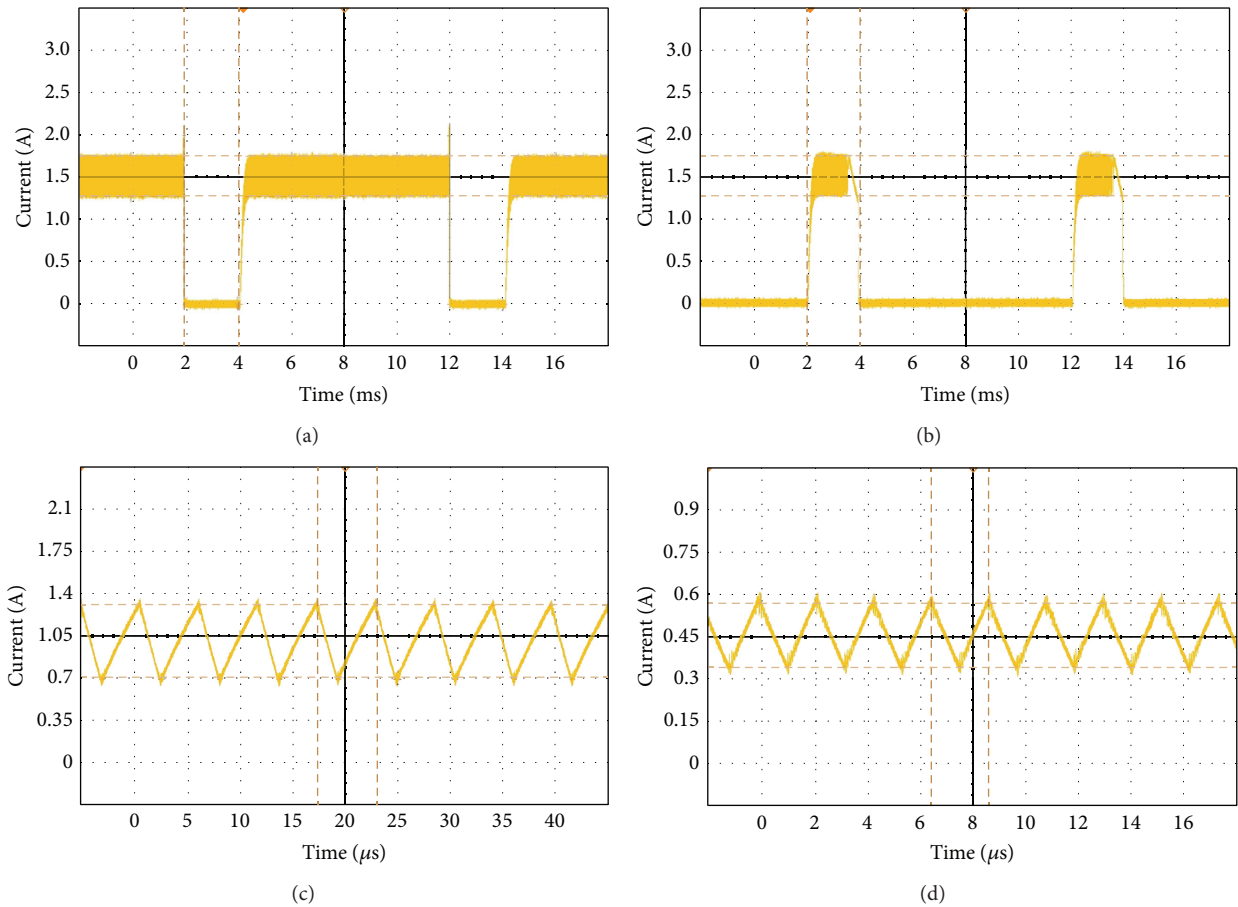 3.0
2.5
2.0
1.5
1.0
0.5
0
Current (A)
0 2 4 6 8 10 12 14 16
Time (ms)
(a)
3.0
2.5
2.0
1.5
1.0
0.5
0
Current (A)
0 2 4 6 8 10 12 14 16
Time (ms)
(b)
2.1
1.75
1.4
1.05
0.7
0.35
0
Current (A)
0 5 10 15 20 25 30 35 40
Time (μs)
(c)
0.9
0.75
0.6
0.45
0.3
0.15
0
Current (A)
0 2 4 6 8 10 12 14 16
Time (μs)
(d)